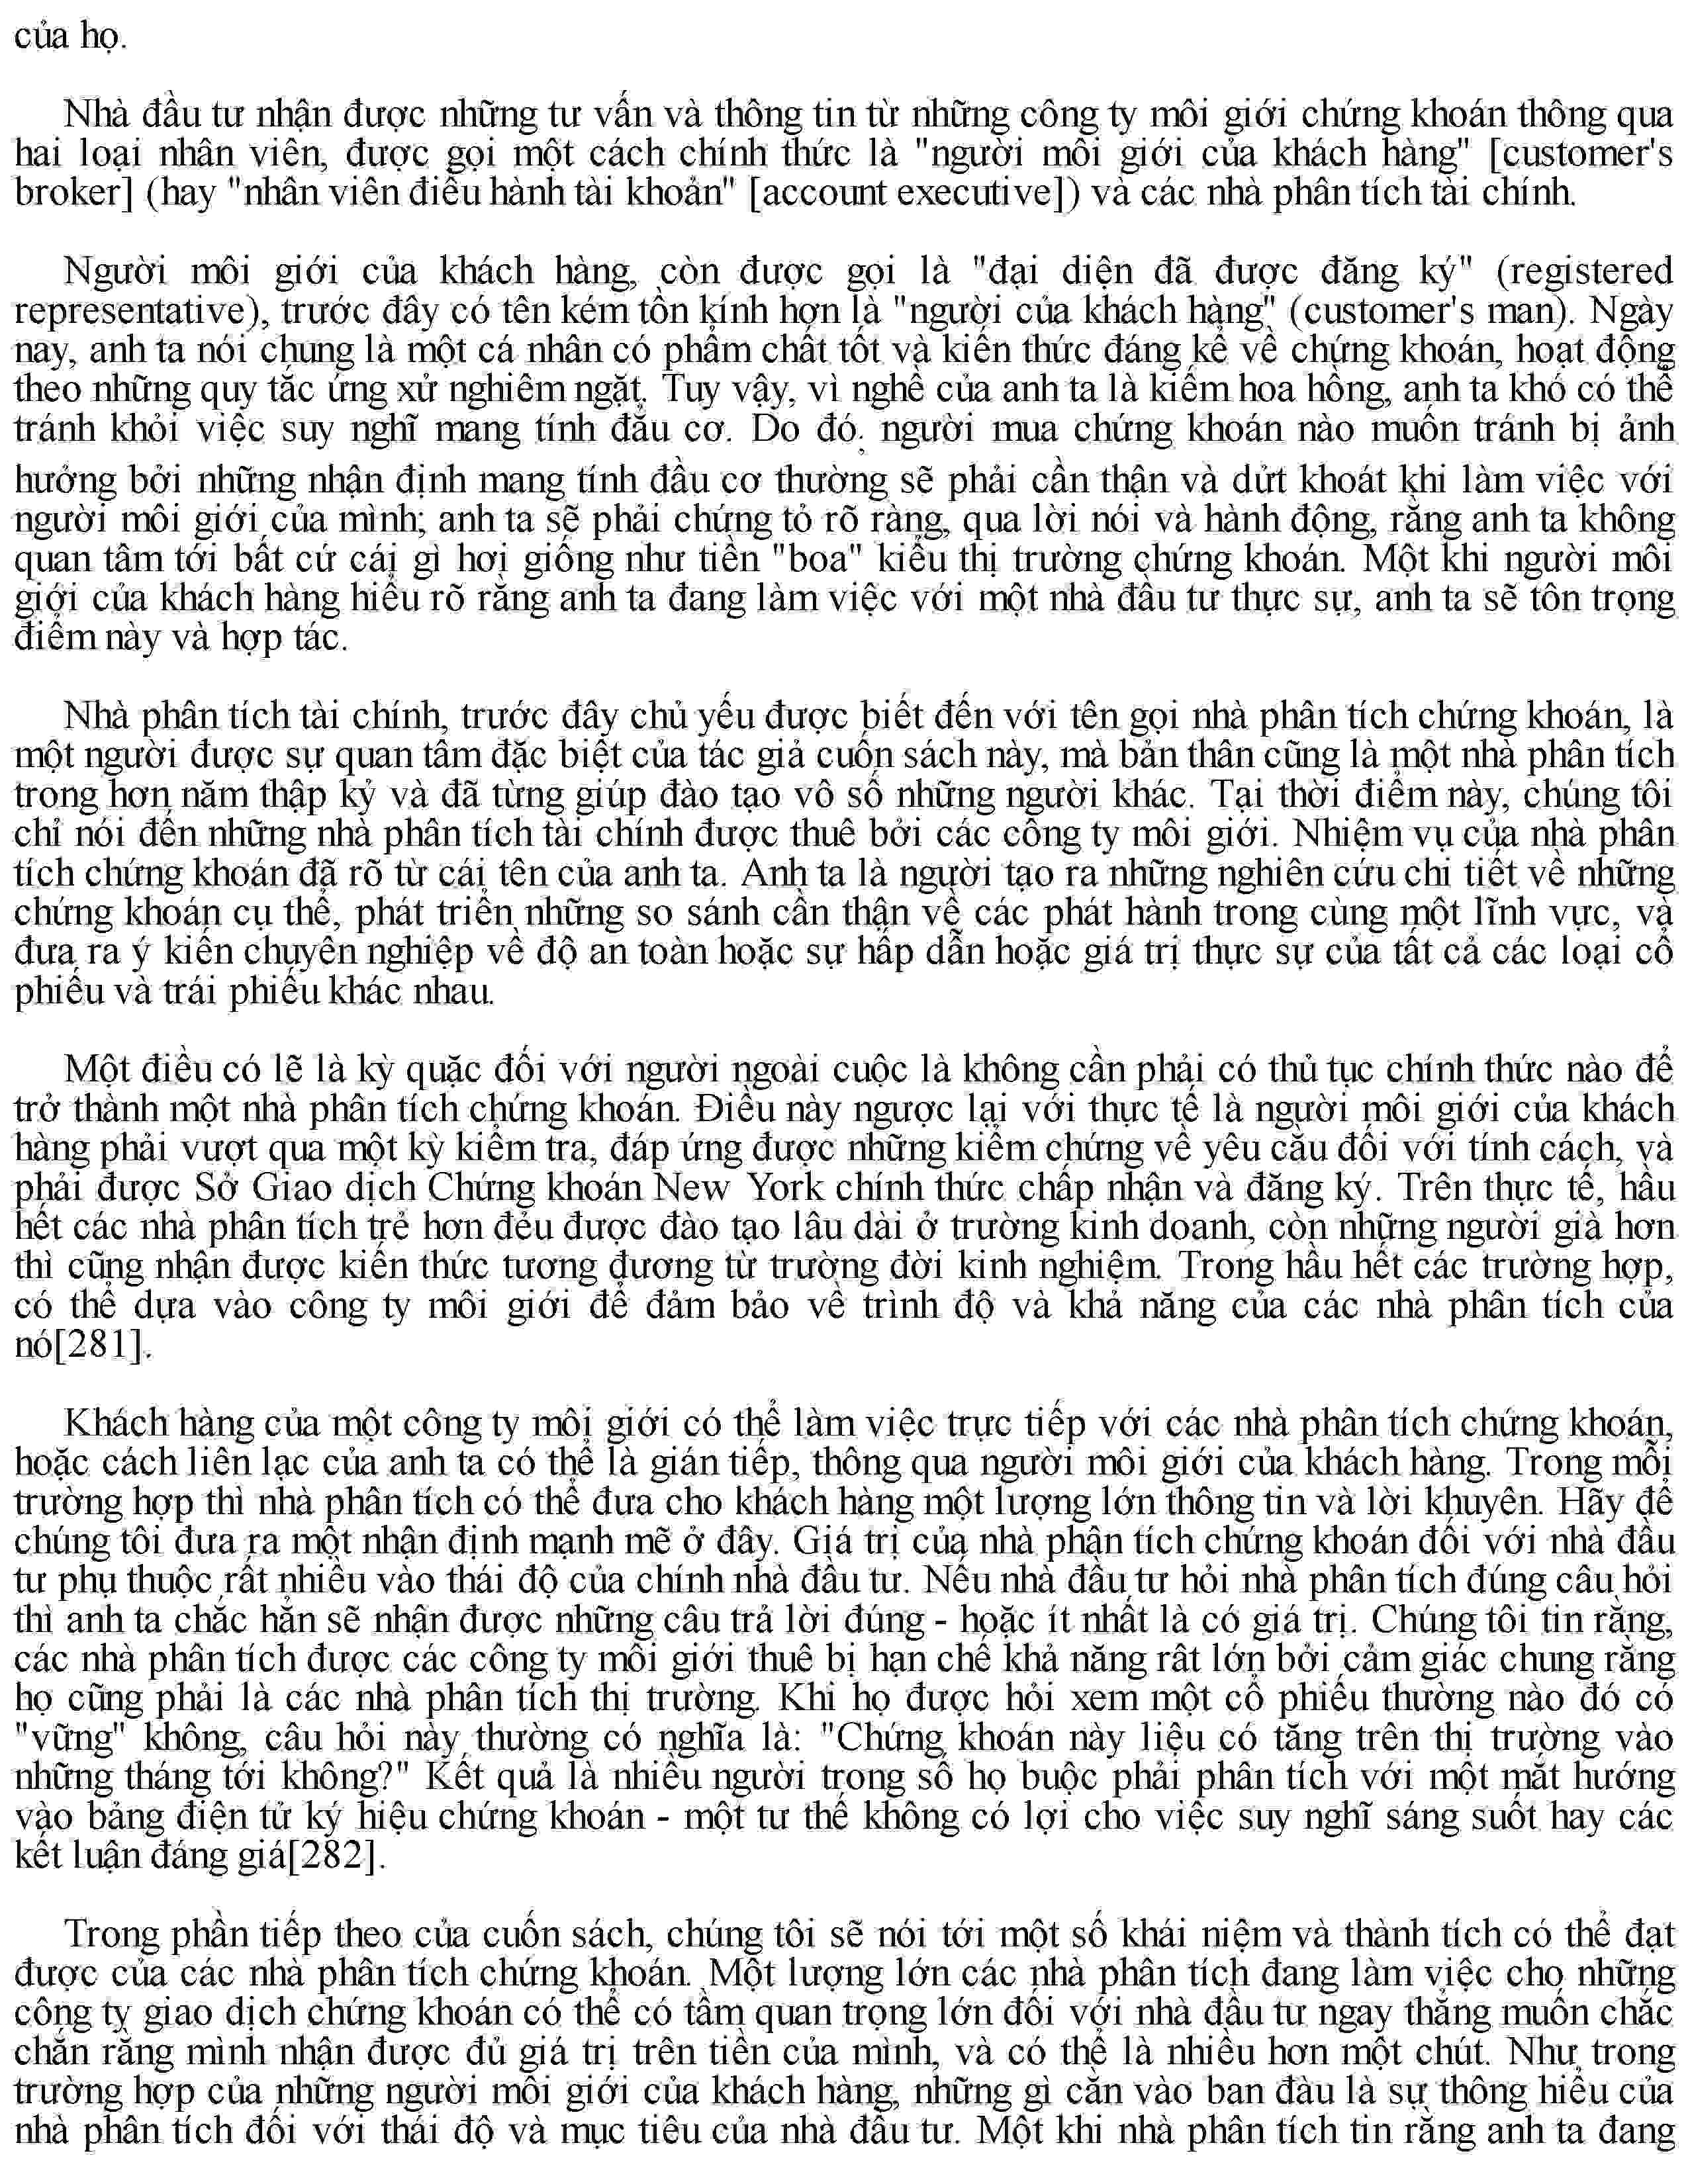 của họ.
Nhà đầu tư nhận được những tư vấn và thông tin từ những công ty môi giới chứng khoán thông qua
hai loại nhân viên, được gọi một cách chính thức là "người môi giới của khách hàng" [customer's
broker] (hay "nhân viên điều hành tài khoản" [account executive]) và các nhà phân tích tài chính.
Người môi giới của khách hàng, còn được gọi là "đại diện đã được đăng ký" (registered
representative), trước đây có tên kém tôn kính hơn là "người của khách hàng" (customer's man). Ngày
nay, anh ta nói chung là một cá nhân có phẩm chất tốt và kiến thức đáng kể về chứng khoán, hoạt động
theo những quy tắc ứng xử nghiêm ngặt. Tuy vậy, vì nghề của anh ta là kiếm hoa hồng, anh ta khó có thể
tránh khỏi việc suy nghĩ mang tính đầu cơ. Do đó, người mua chứng khoán nào muốn tránh bị ảnh
hưởng bởi những nhận định mang tính đầu cơ thường sẽ phải cẩn thận và dứt khoát khi làm việc với
người môi giới của mình; anh ta sẽ phải chứng tỏ rõ ràng, qua lời nói và hành động, rằng anh ta không
quan tâm tới bất cứ cái gì hơi giống như tiền "boa" kiểu thị trường chứng khoán. Một khi người môi
giới của khách hàng hiểu rõ rằng anh ta đang làm việc với một nhà đầu tư thực sự, anh ta sẽ tôn trọng
điểm này và hợp tác.
Nhà phân tích tài chính, trước đây chủ yếu được biết đến với tên gọi nhà phân tích chứng khoán, là
một người được sự quan tâm đặc biệt của tác giả cuốn sách này, mà bản thân cũng là một nhà phân tích
trong hơn năm thập kỷ và đã từng giúp đào tạo vô số những người khác. Tại thời điểm này, chúng tôi
chỉ nói đến những nhà phân tích tài chính được thuê bởi các công ty môi giới. Nhiệm vụ của nhà phân
tích chứng khoán đã rõ từ cái tên của anh ta. Anh ta là người tạo ra những nghiên cứu chi tiết về những
chứng khoán cụ thể, phát triển những so sánh cẩn thận về các phát hành trong cùng một lĩnh vực, và
đưa ra ý kiến chuyên nghiệp về độ an toàn hoặc sự hấp dẫn hoặc giá trị thực sự của tất cả các loại cổ
phiếu và trái phiếu khác nhau.
Một điều có lẽ là kỳ quặc đối với người ngoài cuộc là không cần phải có thủ tục chính thức nào để
trở thành một nhà phân tích chứng khoán. Điều này ngược lại với thực tế là người môi giới của khách
hàng phải vượt qua một kỳ kiểm tra, đáp ứng được những kiểm chứng về yêu cầu đối với tính cách, và
phải được Sở Giao dịch Chứng khoán New York chính thức chấp nhận và đăng ký. Trên thực tế, hầu
hết các nhà phân tích trẻ hơn đều được đào tạo lâu dài ở trường kinh doanh, còn những người già hơn
thì cũng nhận được kiến thức tương đương từ trường đời kinh nghiệm. Trong hầu hết các trường hợp,
có thể dựa vào công ty môi giới để đảm bảo về trình độ và khả năng của các nhà phân tích của
nó[281].
Khách hàng của một công ty môi giới có thể làm việc trực tiếp với các nhà phân tích chứng khoán,
hoặc cách liên lạc của anh ta có thể là gián tiếp, thông qua người môi giới của khách hàng. Trong mỗi
trường hợp thì nhà phân tích có thể đưa cho khách hàng một lượng lớn thông tin và lời khuyên. Hãy để
chúng tôi đưa ra một nhận định mạnh mẽ ở đây. Giá trị của nhà phân tích chứng khoán đối với nhà đầu
tư phụ thuộc rất nhiều vào thái độ của chính nhà đầu tư. Nếu nhà đầu tư hỏi nhà phân tích đúng câu hỏi
thì anh ta chắc hẳn sẽ nhận được những câu trả lời đúng - hoặc ít nhất là có giá trị. Chúng tôi tin rằng,
các nhà phân tích được các công ty môi giới thuê bị hạn chế khả năng rât lớn bởi cảm giác chung rằng
họ cũng phải là các nhà phân tích thị trường. Khi họ được hỏi xem một cổ phiếu thường nào đó có
"vững" không, câu hỏi này thường có nghĩa là: "Chứng khoán này liệu có tăng trên thị trường vào
những tháng tới không?" Kết quả là nhiều người trong số họ buộc phải phân tích với một mắt hướng
vào bảng điện tử ký hiệu chứng khoán - một tư thế không có lợi cho việc suy nghĩ sáng suốt hay các
kết luận đáng giá[282].
Trong phần tiếp theo của cuốn sách, chúng tôi sẽ nói tới một số khái niệm và thành tích có thể đạt
được của các nhà phân tích chứng khoán. Một lượng lớn các nhà phân tích đang làm việc cho những
công ty giao dịch chứng khoán có thể có tầm quan trọng lớn đối với nhà đầu tư ngay thẳng muốn chắc
chắn rằng mình nhận được đủ giá trị trên tiền của mình, và có thể là nhiều hơn một chút. Như trong
trường hợp của những người môi giới của khách hàng, những gì cần vào ban đàu là sự thông hiểu của
nhà phân tích đối với thái độ và mục tiêu của nhà đầu tư. Một khi nhà phân tích tin rằng anh ta đang